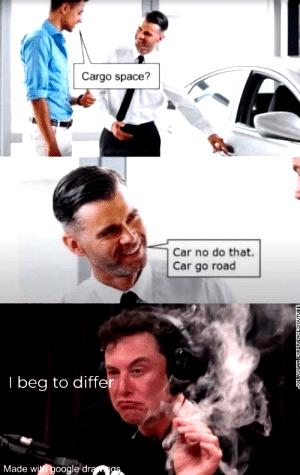 Cargo space?
Car no do that.
Car go road
I beg to differ
Made with google drawings